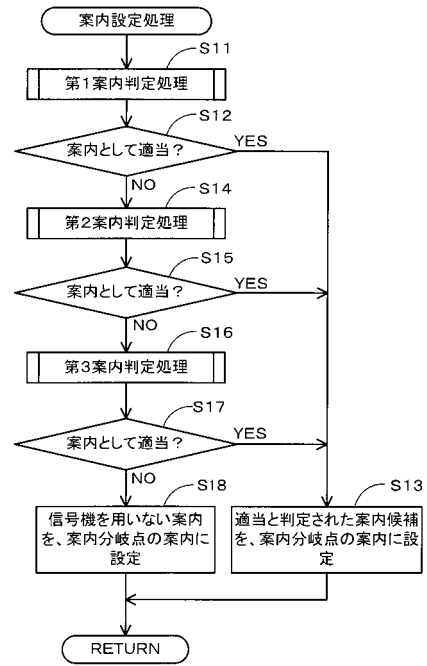 案内設定処理
S11
第1案内判定処理
S12
案内として適当？
YES
NO
S14
第2案内判定処理
S15
案内として適当？
YES
NO
S16
第3案内判定処理
S17
案内として適当？
YES
NO
S18
信号機を用いない案内
を、案内分岐点の案内に
設定
S13
適当と判定された案内候補
を、案内分岐点の案内に設
定
RETURN